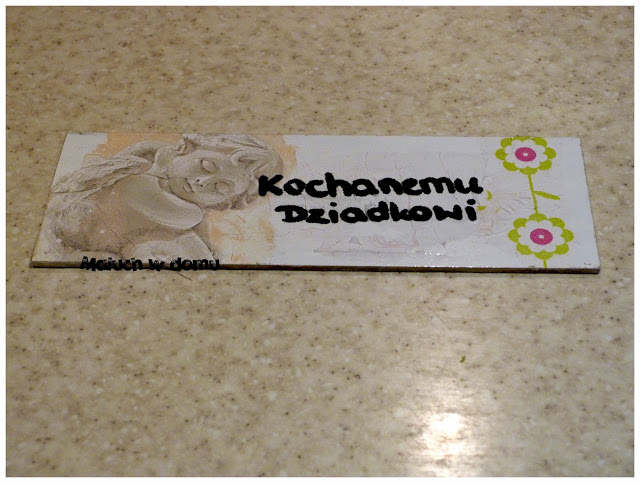 Kochanemu
Dziadkowi
Maluch w domu